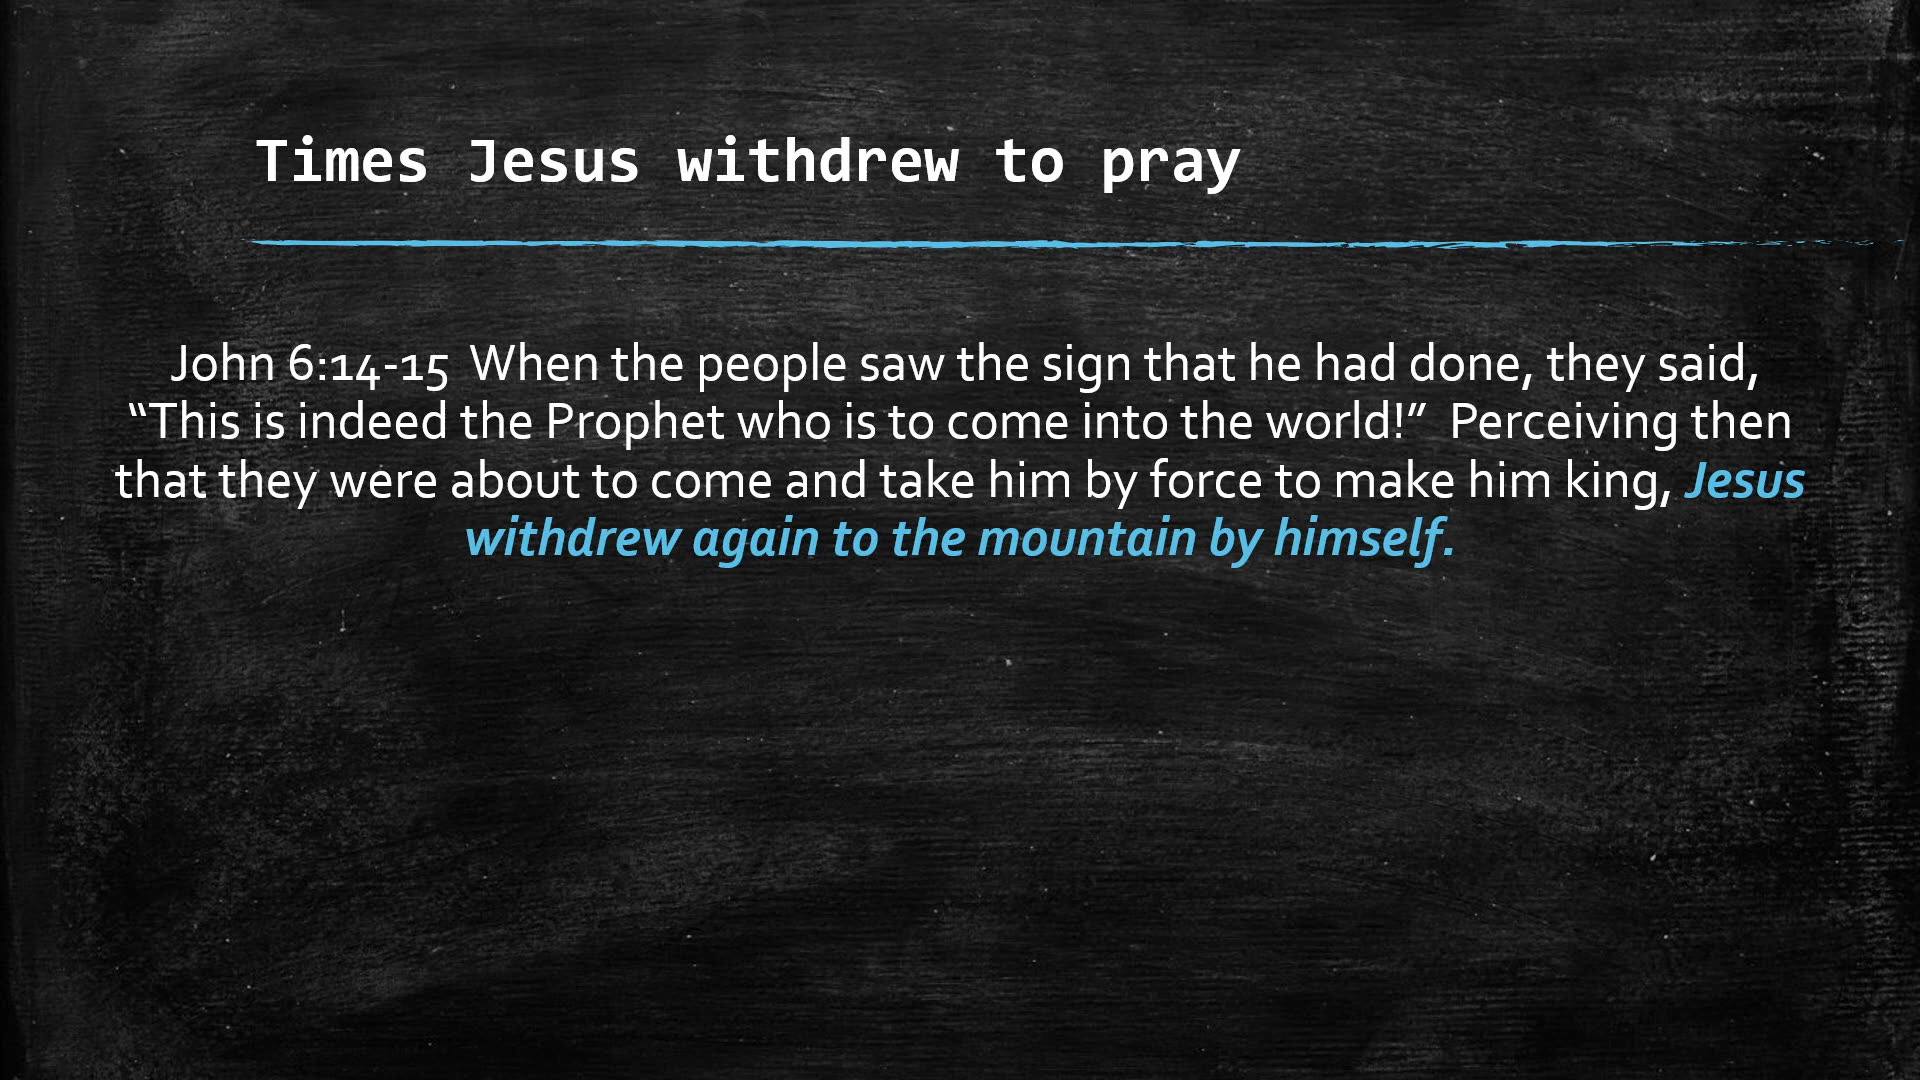 Times Jesus withdrew to pray
John 6:14-15  When the people saw the sign that he had done, they said,
“This is indeed the Prophet who is to come into the world!”  Perceiving then
that they were about to come and take him by force to make him king, Jesus
withdrew again to the mountain by himself.